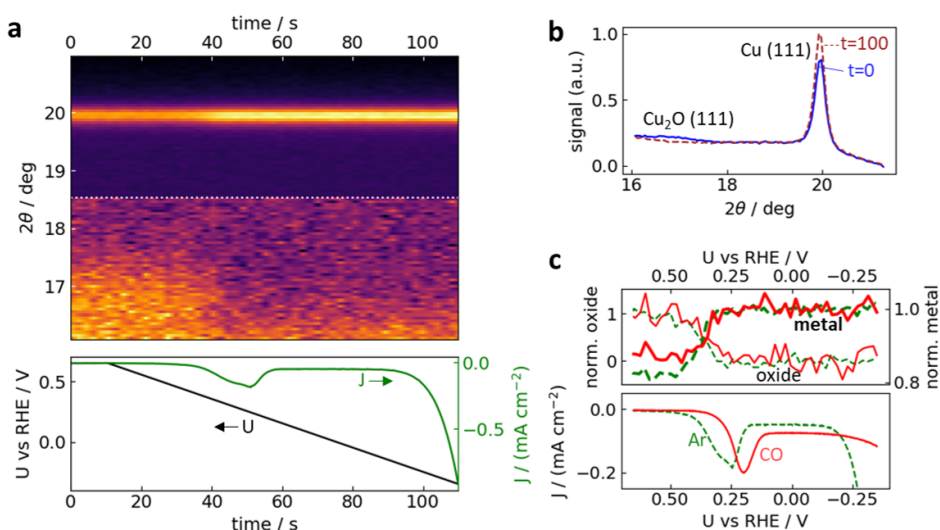 a
time / s
0 20 40 60 80 100
2θ / deg
20
19
18
17
U vs RHE / V
0.5
0.0
J
U
0.0
−0.5
J / (mA cm−2)
0 20 40 60 80 100
time / s
b
signal (a.u.)
1.0
0.5
0.0
Cu (111)
t=100
t=0
Cu2O (111)
16 18 20
2θ / deg
c
U vs RHE / V
0.50 0.25 0.00 −0.25
norm. oxide
1
0
metal
oxide
1.0
0.8
norm. metal
J / (mA cm−2)
0.0
−0.2
Ar
CO
0.50 0.25 0.00 −0.25
U vs RHE / V